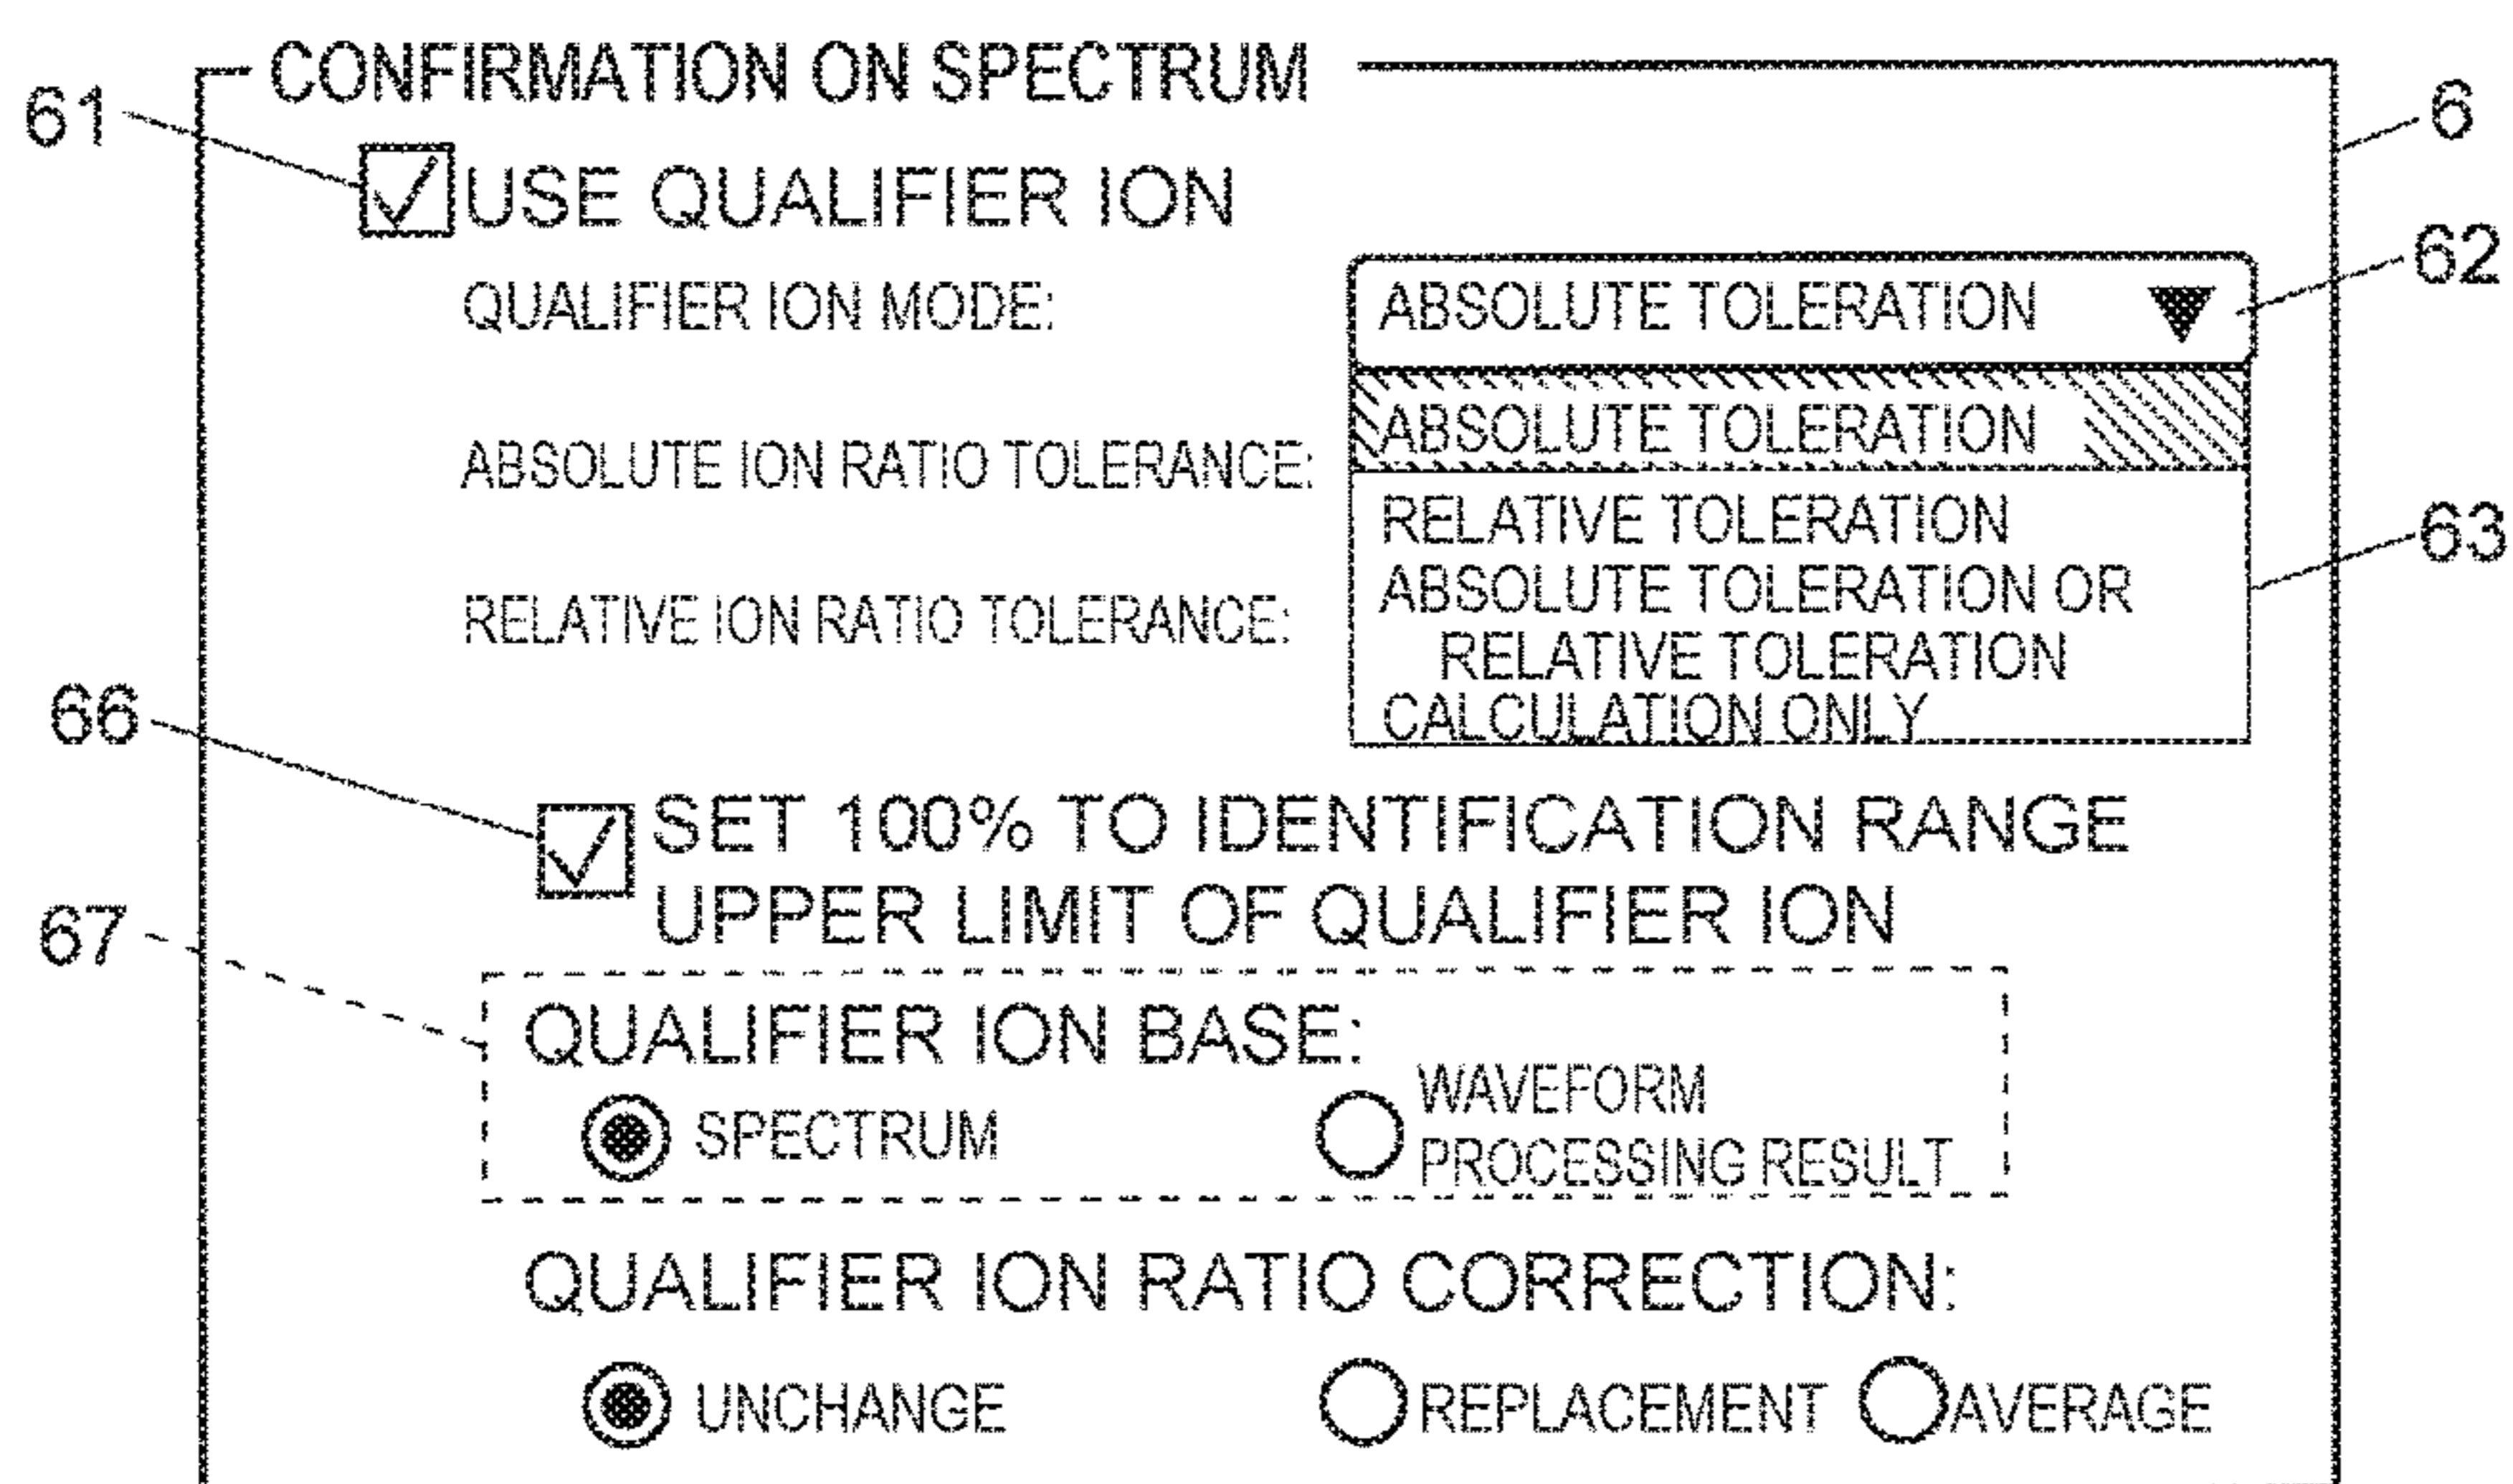 CONFIRMATION ON SPECTRUM
61
6
USE QUALIFIER ION
62
QUALIFIER ION MODE:
ABSOLUTE TOLERATION
ABSOLUTE TOLERATION
ABSOLUTE ION RATIO TOLERANCE:
RELATIVE TOLERATION
63
ABSOLUTE TOLERATION OR
RELATIVE TOLERATION
RELATIVE ION RATIO TOLERANCE:
CALCULATION ONLY
66
SET 100% TO IDENTIFICATION RANGE
UPPER LIMIT OF QUALIFIER ION
67
QUALIFIER ION BASE:
SPECTRUM
WAVEFORM
PROCESSING RESULT
QUALIFIER ION RATIO CORRECTION:
UNCHANGE
REPLACEMENT
AVERAGE